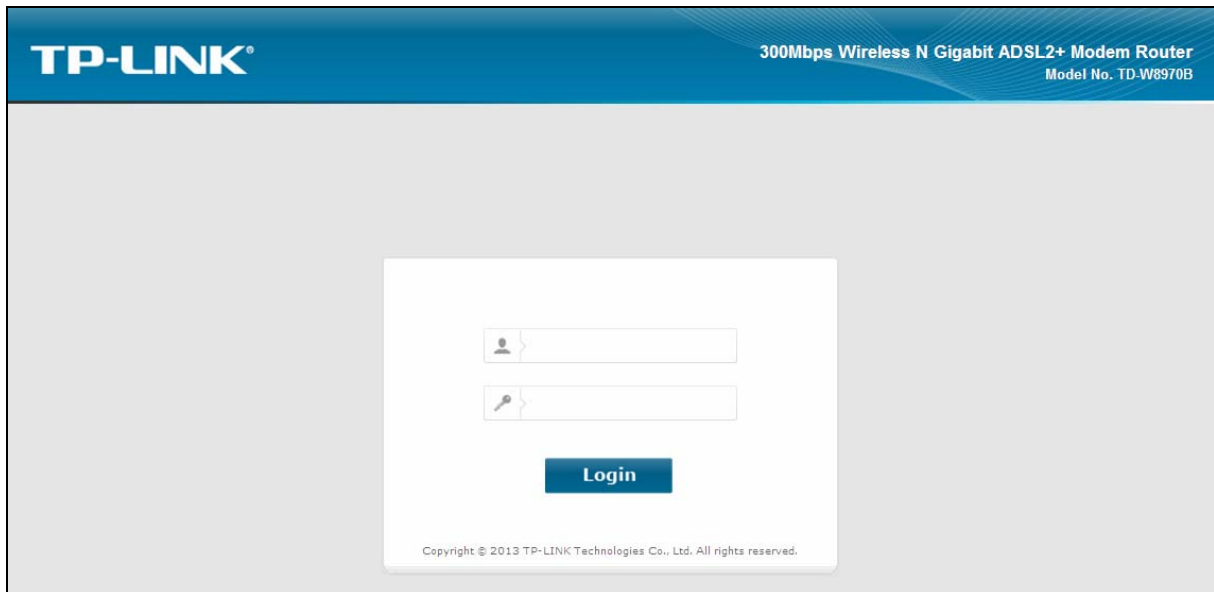 TP-LINK®
300Mbps Wireless N Gigabit ADSL2+ Modem Router
Model No. TD-W8970B
Login
Copyright © 2013 TP-LINK Technologies Co., Ltd. All rights reserved.